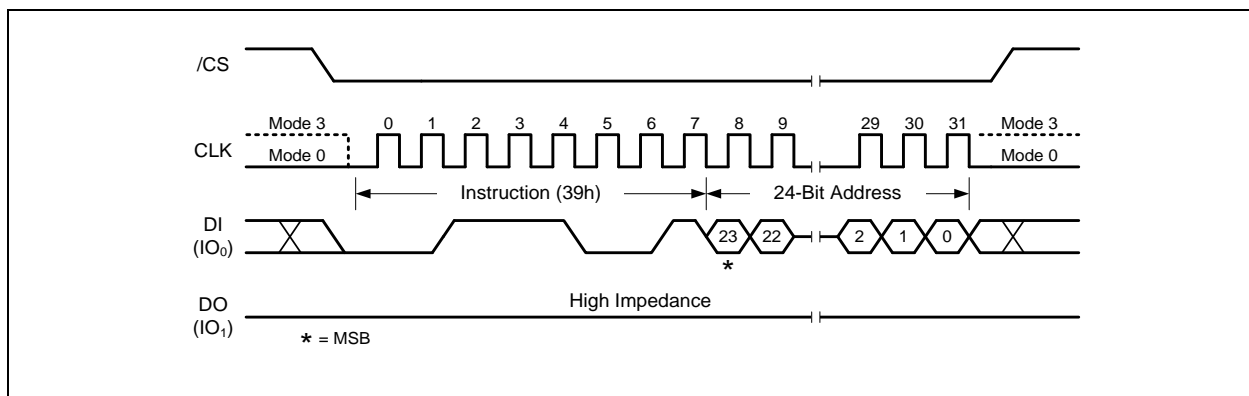 /CS
Mode 3 0 1 2 3 4 5 6 7 8 9 29 30 31 Mode 3
CLK
Mode 0 Mode 0
Instruction (39h) 24-Bit Address
DI
(IO₀)
23 22 2 1 0
*
High Impedance
DO
(IO₁)
* = MSB